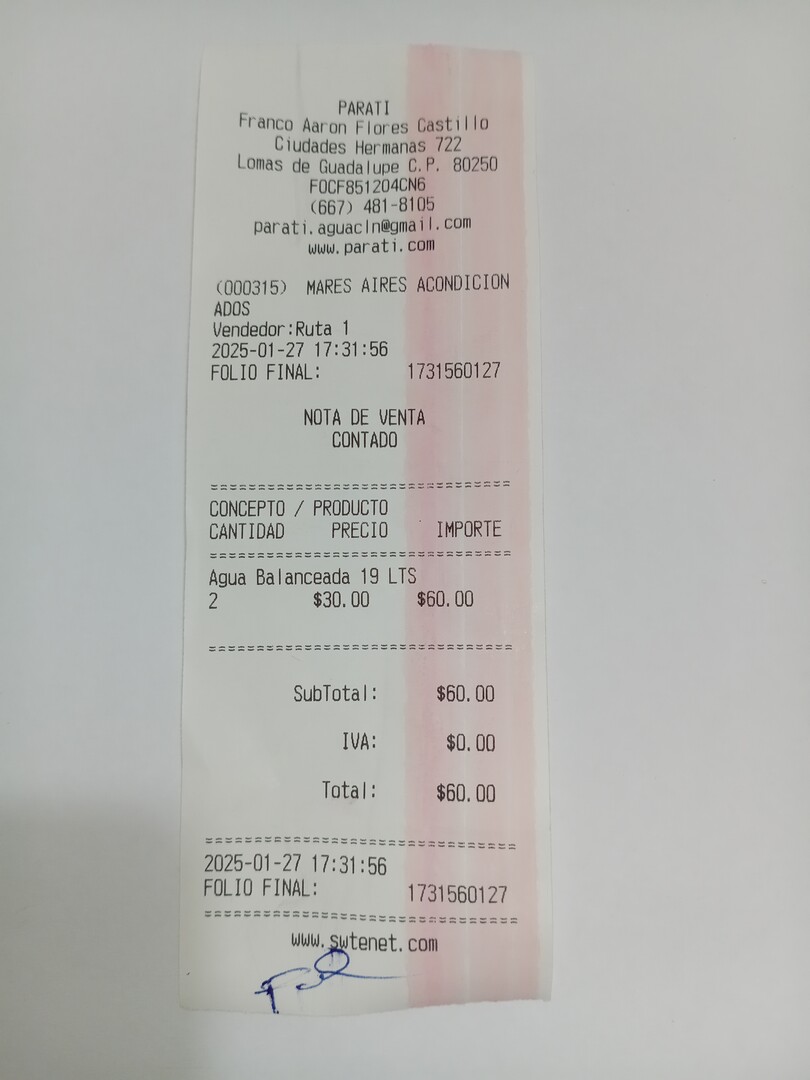 PARATI
Franco Aaron Flores Castillo
Ciudades Hermanas 722
Lomas de Guadalupe C.P. 80250
FOCF851204CN6
(667) 481-8105
parati.aguacln@gmail.com
www.parati.com
(000315) MARES AIRES ACONDICION
ADOS
Vendedor:Ruta 1
2025-01-27 17:31:56
FOLIO FINAL: 1731560127
NOTA DE VENTA
CONTADO
================================
CONCEPTO / PRODUCTO
CANTIDAD PRECIO IMPORTE
================================
Agua Balanceada 19 LTS
2 $30.00 $60.00
================================
SubTotal: $60.00
IVA: $0.00
Total: $60.00
================================
2025-01-27 17:31:56
FOLIO FINAL: 1731560127
================================
www.swtenet.com